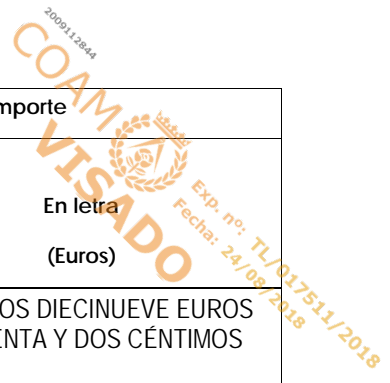 2009112844
COAM
VISADO
Exp. nº: TL/017511/2018
Fecha: 24/08/2018
mporte
En letra
(Euros)
OS DIECINUEVE EUROS
ENTA Y DOS CÉNTIMOS